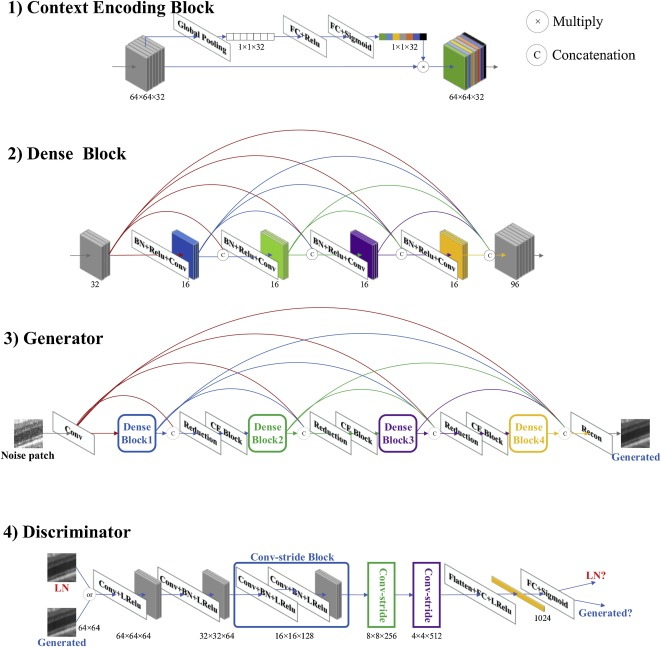 1) Context Encoding Block
Global Pooling
FC+Relu
FC+Sigmoid
1×1×32
1×1×32
64×64×32
64×64×32
× Multiply
C Concatenation
×
2) Dense Block
BN+Relu+Conv
BN+Relu+Conv
BN+Relu+Conv
BN+Relu+Conv
C
C
C
C
32
16
16
16
16
96
3) Generator
Noise patch
Conv
Dense
Block1
C
Reduction
CE Block
Dense
Block2
C
Reduction
CE Block
Dense
Block3
C
Reduction
CE Block
Dense
Block4
C
Recon
Generated
4) Discriminator
LN
Generated
or
64×64
Conv+LRelu
64×64×64
Conv+BN+LRelu
32×32×64
Conv-stride Block
Conv+BN+LRelu
Conv+BN+LRelu
16×16×128
Conv-stride
8×8×256
Conv-stride
4×4×512
Flatten+FC+LRelu
1024
FC+Sigmoid
LN?
Generated?